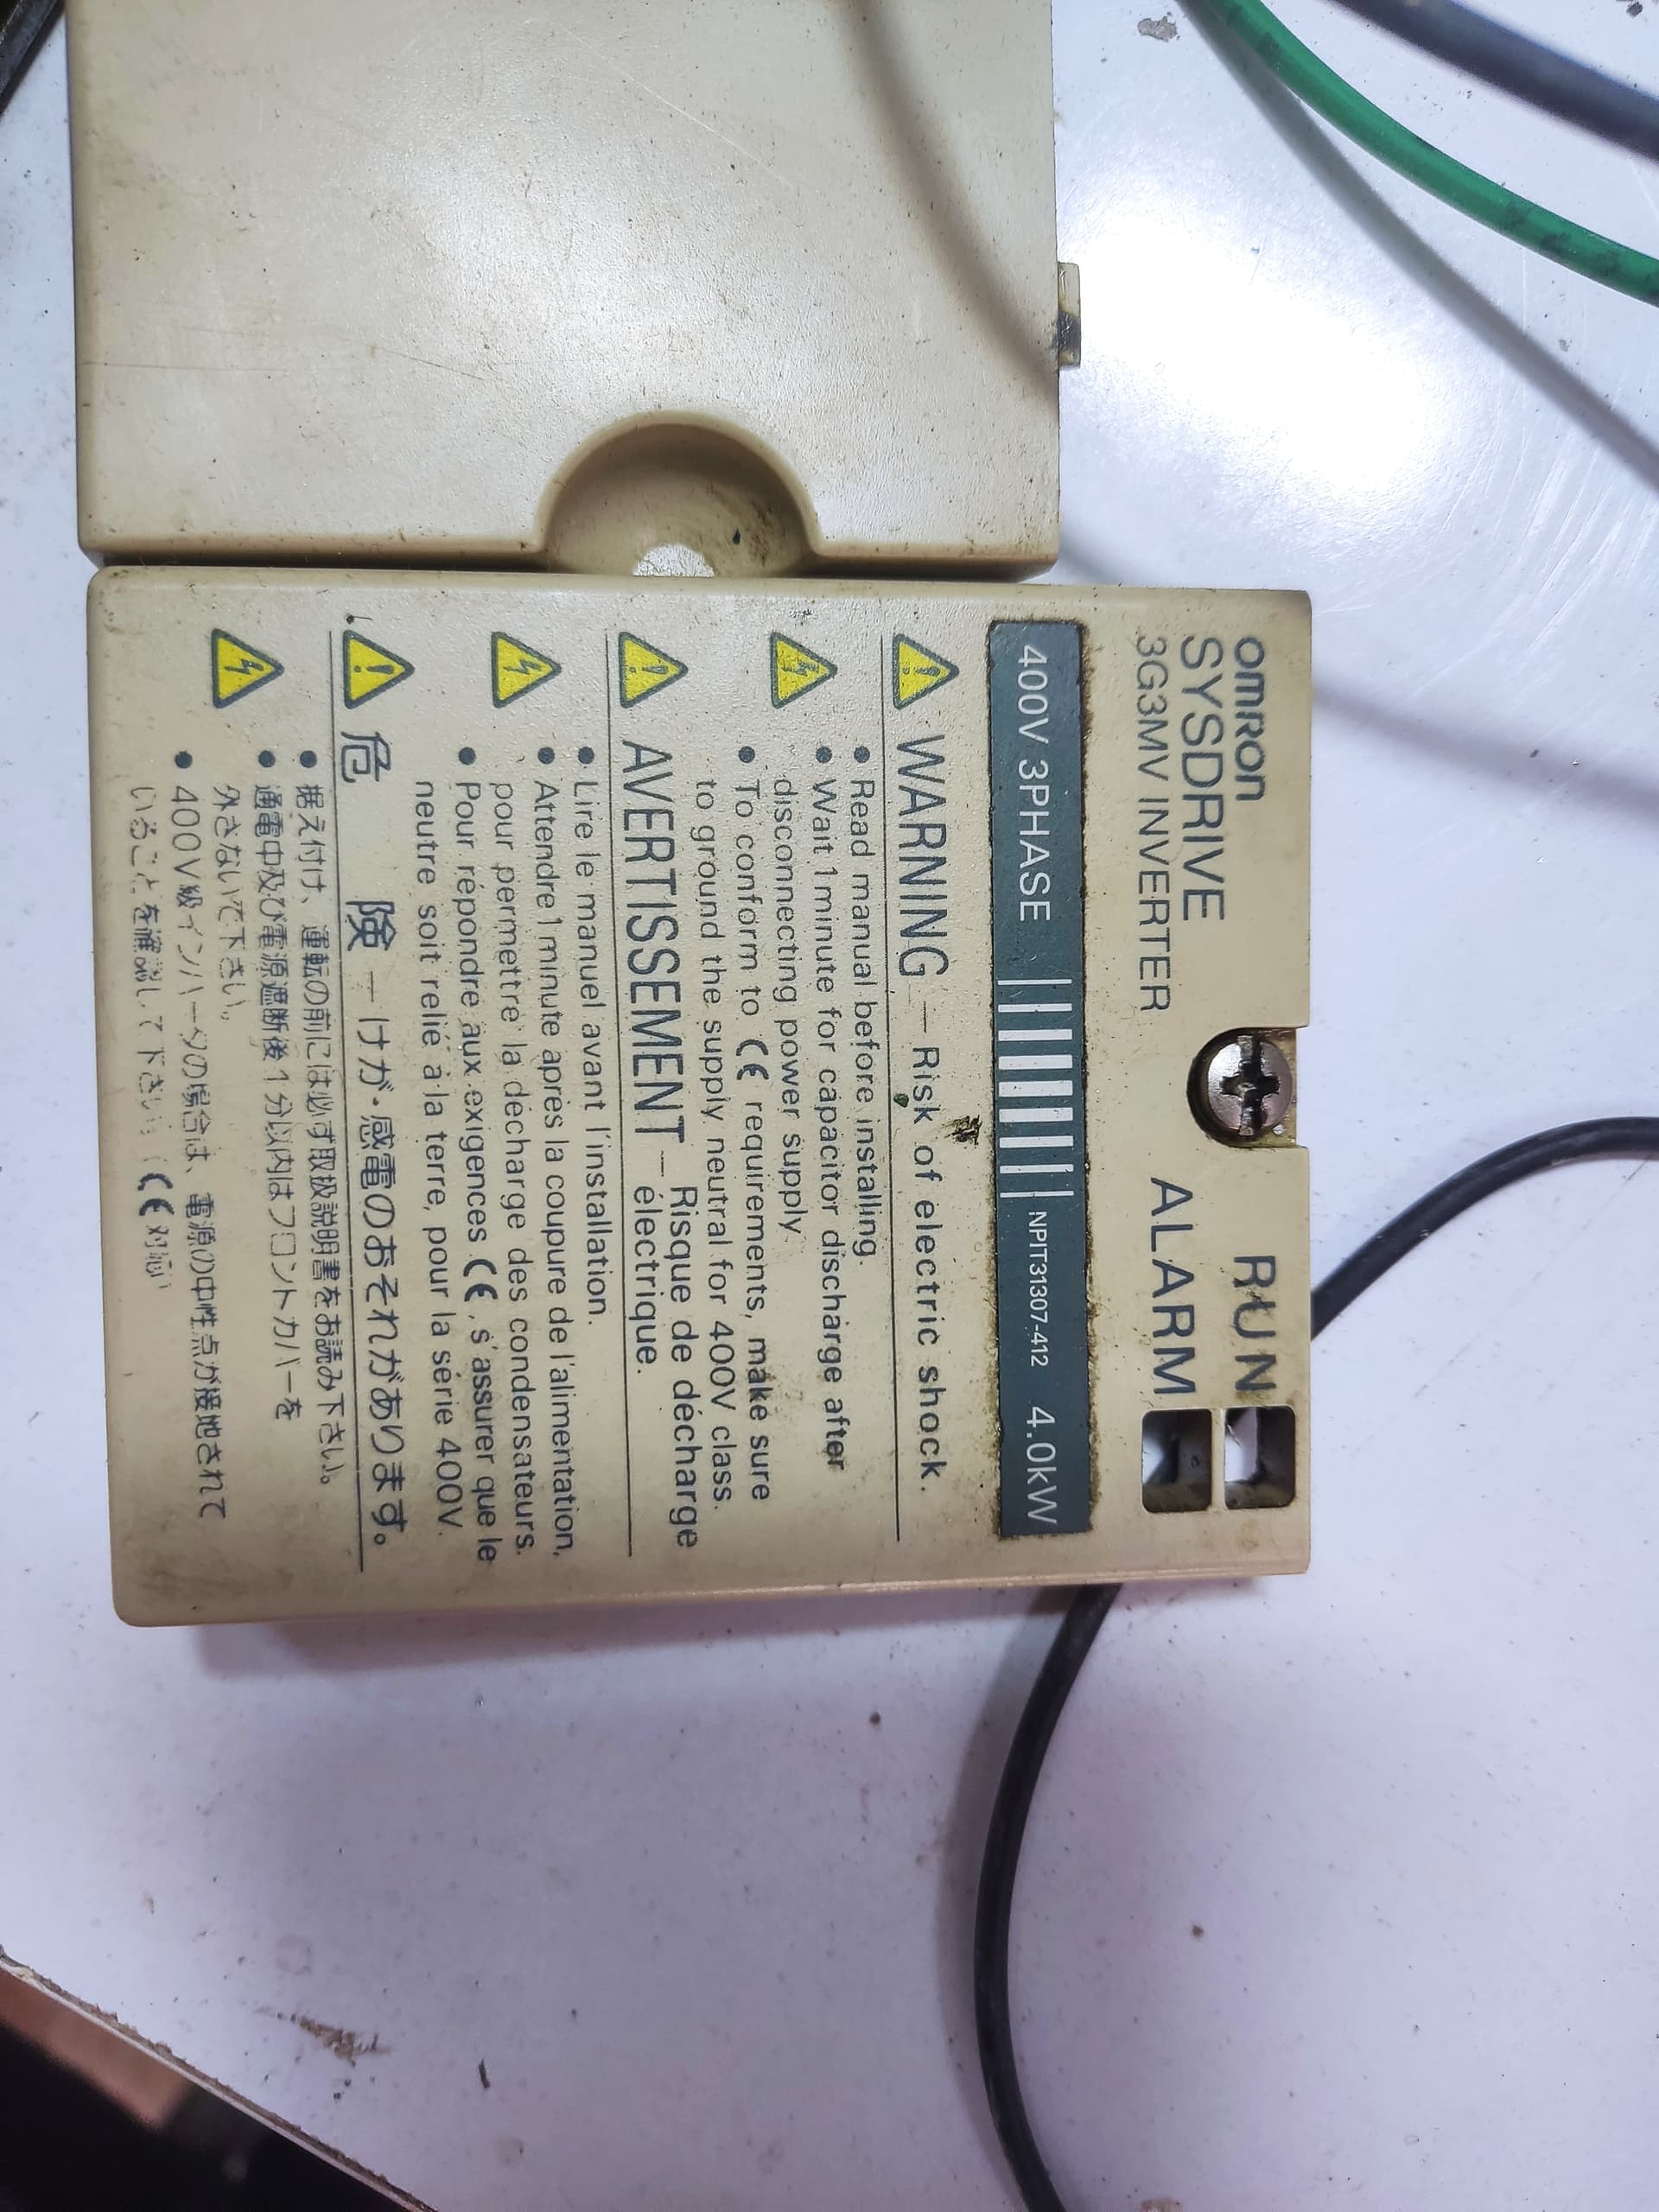 OMRON
SYSDRIVE
3G3MV INVERTER
RUN
ALARM
400V 3PHASE NPIT31307-412 4.0kW
WARNING — Risk of electric shock.
● Read manual before installing.
● Wait 1 minute for capacitor discharge after
disconnecting power supply.
● To conform to CE requirements, make sure
to ground the supply neutral for 400V class.
AVERTISSEMENT — Risque de décharge
électrique.
● Lire le manuel avant l'installation.
● Attendre 1 minute après la coupure de l'alimentation,
pour permettre la décharge des condensateurs.
● Pour répondre aux exigences CE, s'assurer que le
neutre soit relié à la terre, pour la série 400V.
危 険 — けが・感電のおそれがあります。
● 据え付け、運転の前には必ず取扱説明書をお読み下さい。
● 通電中及び電源遮断後1分以内はフロントカバーを
外さないで下さい。
● 400V級インバータの場合は、電源の中性点が接地されて
いることを確認して下さい。(CE対応)